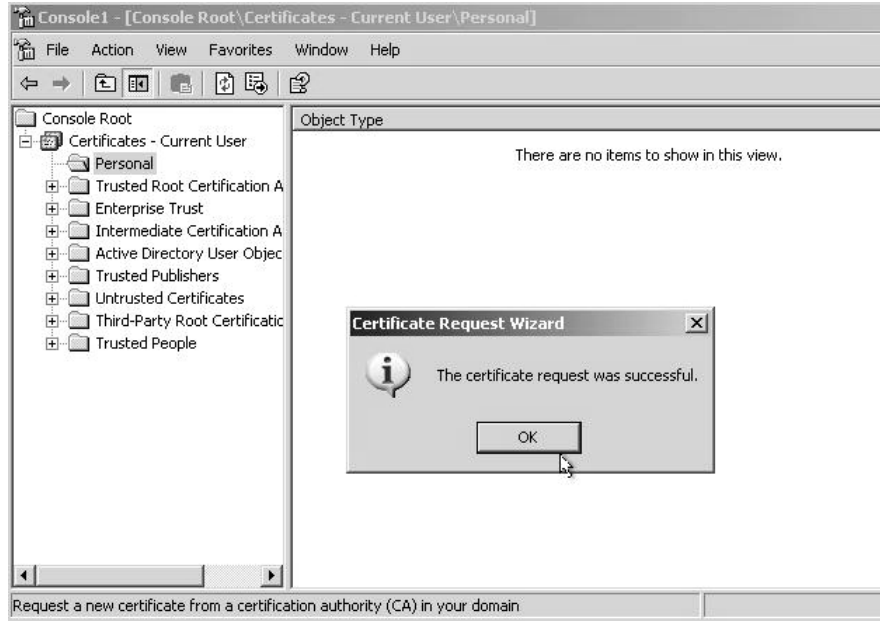 Console1 - [Console Root\Certificates - Current User\Personal]
File Action View Favorites Window Help
Console Root
Certificates - Current User
Personal
Trusted Root Certification A
Enterprise Trust
Intermediate Certification A
Active Directory User Objec
Trusted Publishers
Untrusted Certificates
Third-Party Root Certificatic
Trusted People
Object Type
There are no items to show in this view.
Certificate Request Wizard
The certificate request was successful.
OK
Request a new certificate from a certification authority (CA) in your domain